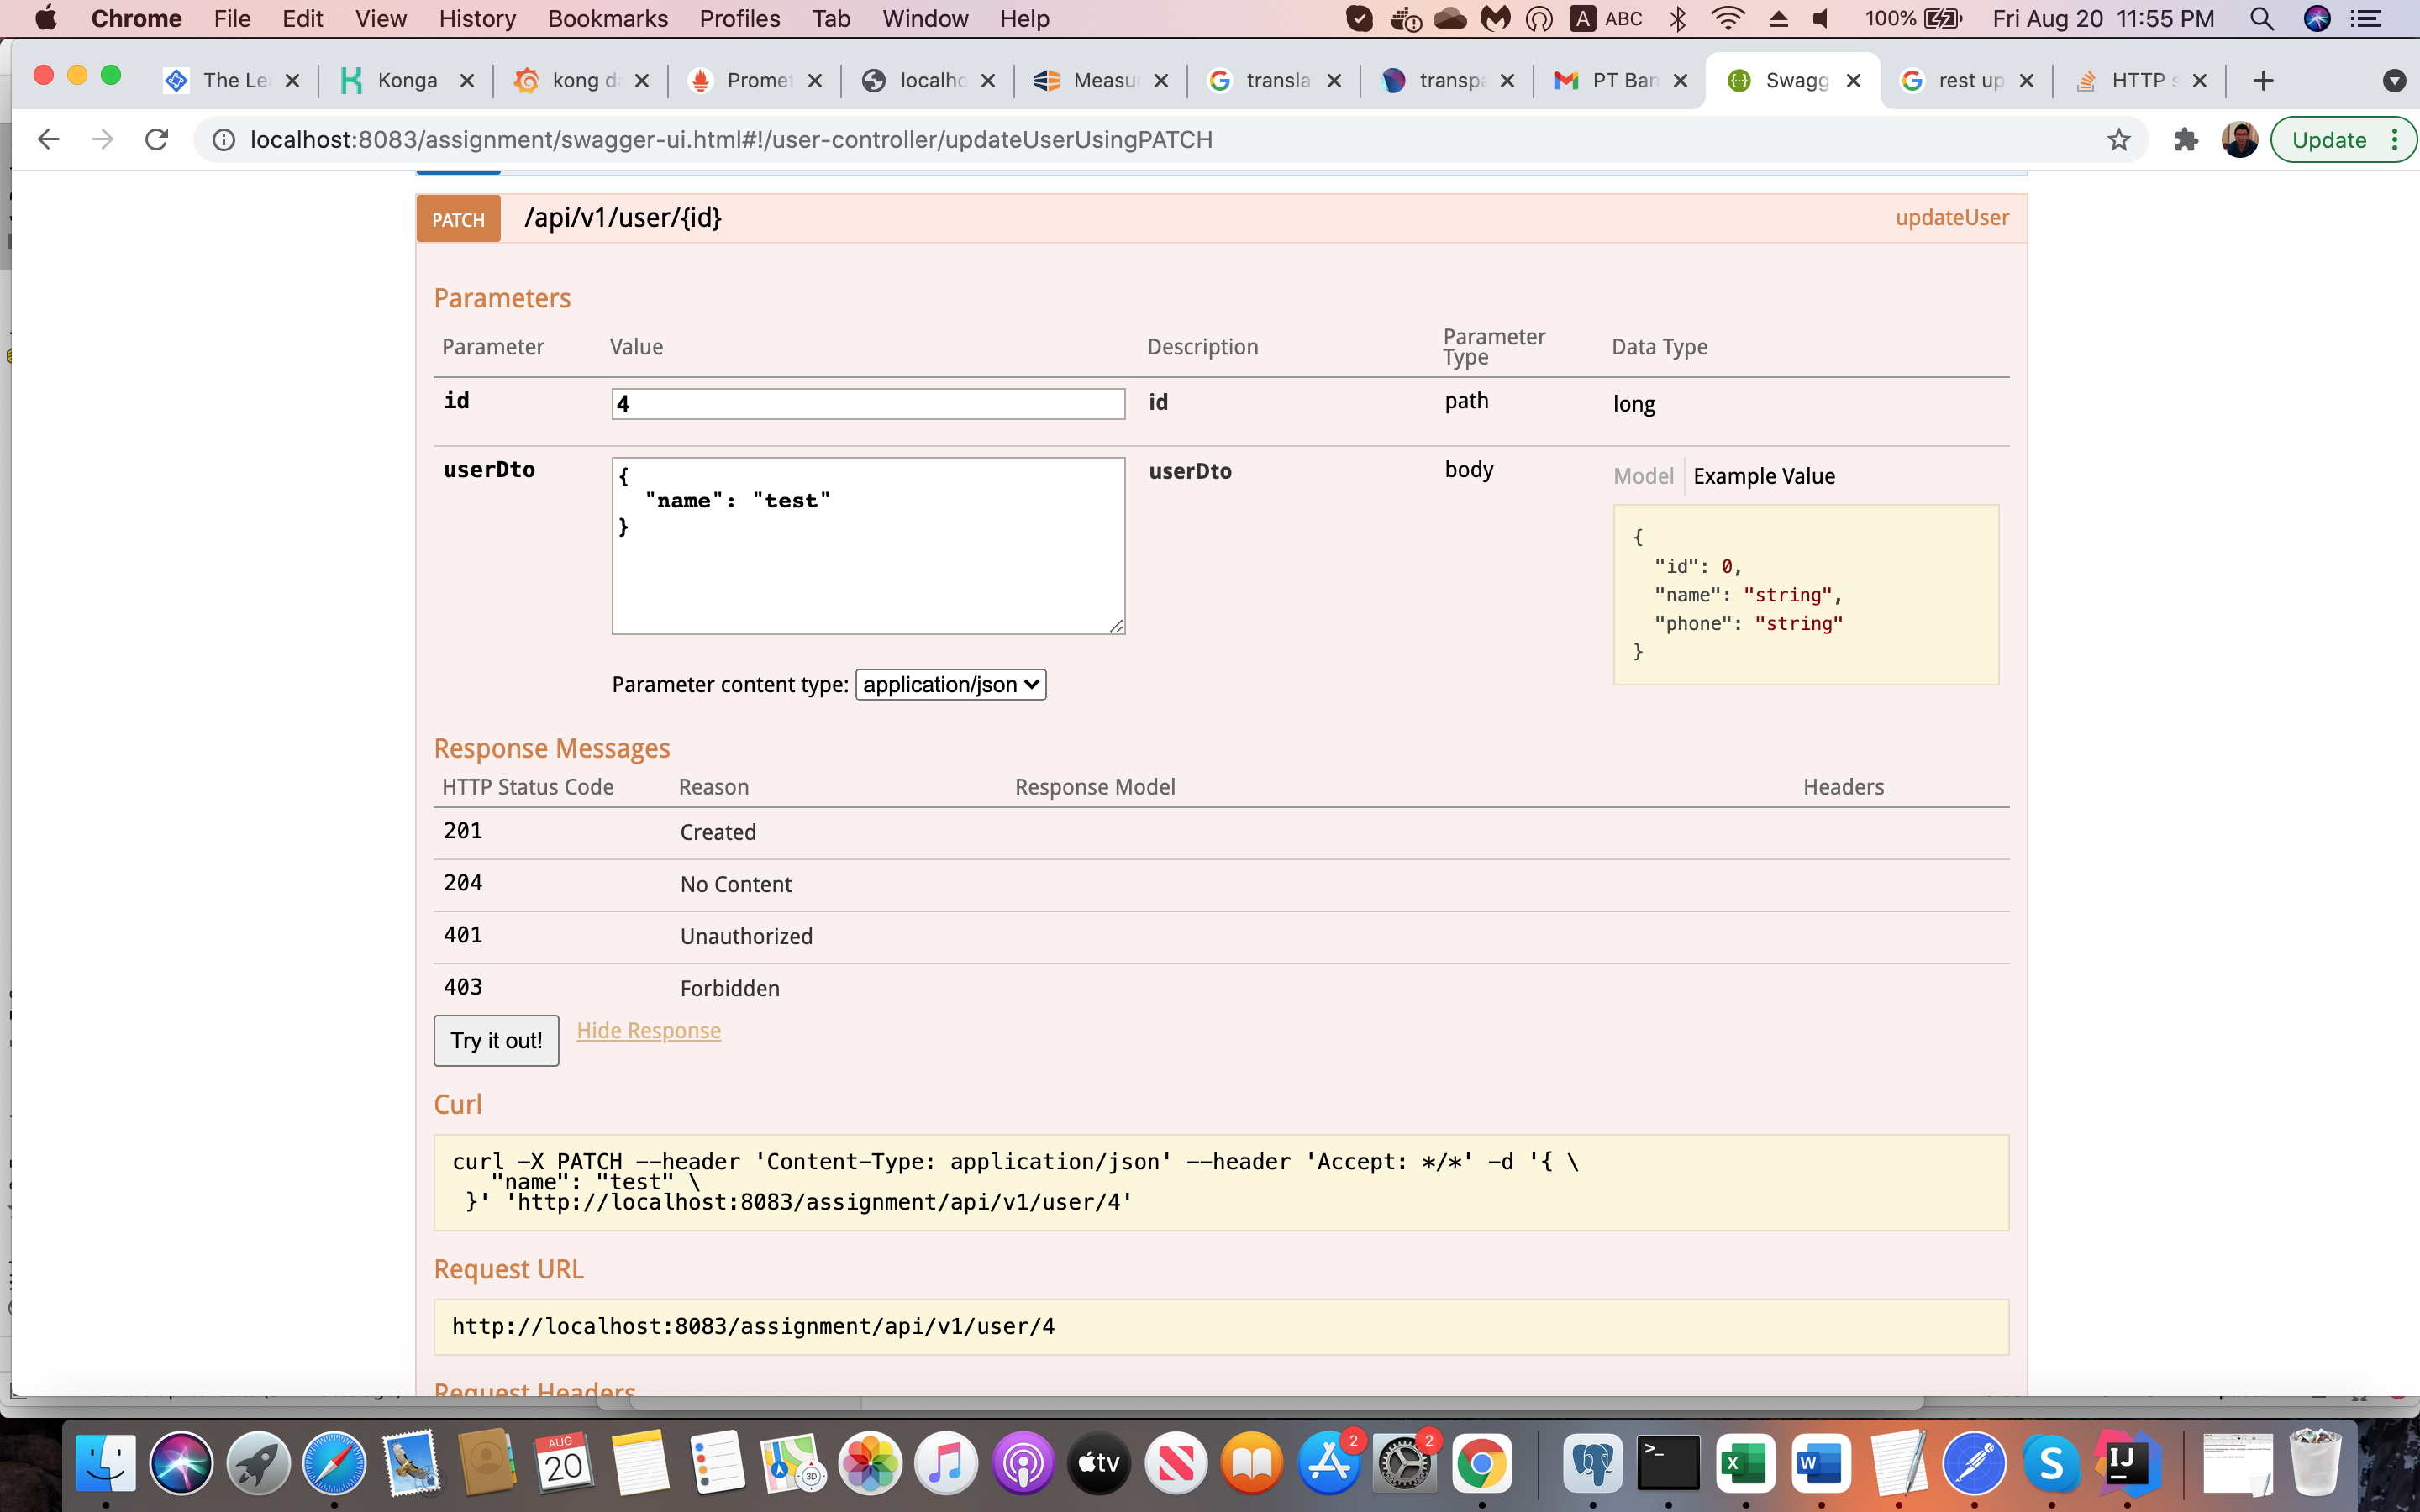 Chrome File Edit View History Bookmarks Profiles Tab Window Help A ABC 100% Fri Aug 20 11:55 PM
The Le Konga kong d Promet localho Measu transla transpa PT Ban Swagg rest up HTTP s
localhost:8083/assignment/swagger-ui.html#!/user-controller/updateUserUsingPATCH Update
PATCH /api/v1/user/{id} updateUser
Parameters
Parameter Value Description Parameter Type Data Type
id 4 id path long
userDto { userDto body Model Example Value
"name": "test"
}
{
"id": 0,
"name": "string",
"phone": "string"
}
Parameter content type: application/json
Response Messages
HTTP Status Code Reason Response Model Headers
201 Created
204 No Content
401 Unauthorized
403 Forbidden
Try it out! Hide Response
Curl
curl -X PATCH --header 'Content-Type: application/json' --header 'Accept: */*' -d '{ \
"name": "test" \
}' 'http://localhost:8083/assignment/api/v1/user/4'
Request URL
http://localhost:8083/assignment/api/v1/user/4
Request Headers
AUG
20
3D
tv
2
2
>_
X
W
S
IJ